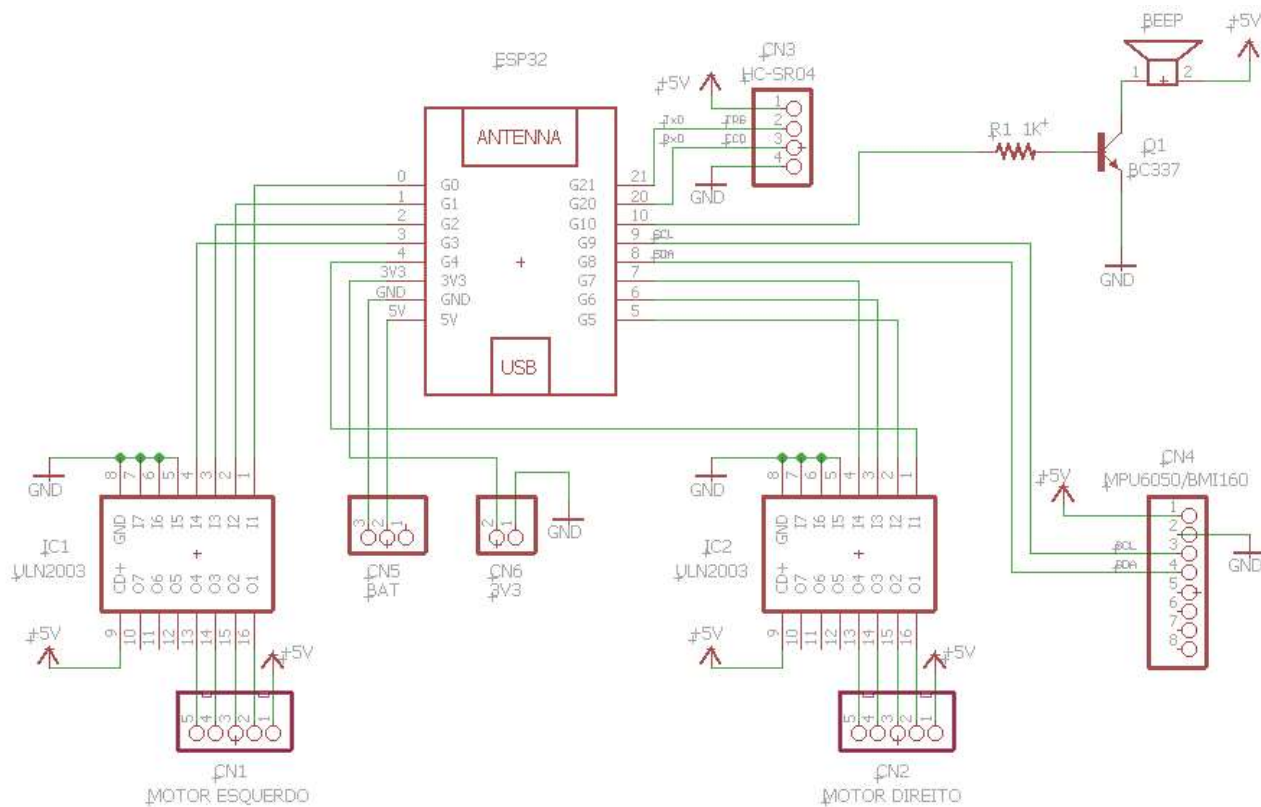 BEEP
+5V
1
2
ESP32
CN3
HC-SR04
+5V
1
2
3
4
TxD
TRG
RxD
ECO
GND
R1 1K
Q1
BC337
GND
ANTENNA
0
G0
1
G1
2
G2
3
G3
4
G4
3V3
3V3
GND
GND
5V
5V
G21
21
G20
20
G10
10
G9
9
SCL
G8
8
SDA
G7
7
G6
6
G5
5
USB
GND
8
7
6
5
4
3
2
1
GND
I7
I6
I5
I4
I3
I2
I1
IC1
ULN2003
CD+
O7
O6
O5
O4
O3
O2
O1
9
10
11
12
13
14
15
16
+5V
+5V
5
4
3
2
1
CN1
MOTOR ESQUERDO
3
2
1
CN5
BAT
2
1
CN6
3V3
GND
GND
8
7
6
5
4
3
2
1
GND
I7
I6
I5
I4
I3
I2
I1
IC2
ULN2003
CD+
O7
O6
O5
O4
O3
O2
O1
9
10
11
12
13
14
15
16
+5V
+5V
5
4
3
2
1
CN2
MOTOR DIREITO
CN4
MPU6050/BMI160
+5V
1
2
3
4
5
6
7
8
SCL
SDA
GND